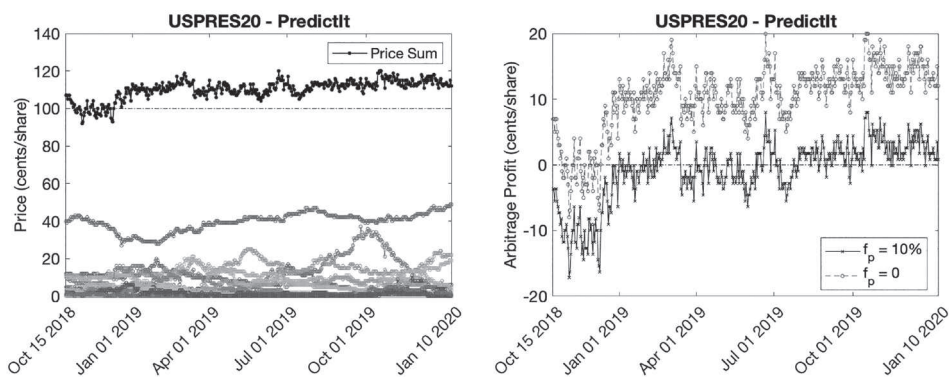 USPRES20 - PredictIt
Price (cents/share)
140
120
100
80
60
40
20
0
Price Sum
Oct 15 2018
Jan 01 2019
Apr 01 2019
Jul 01 2019
Oct 01 2019
Jan 10 2020
USPRES20 - PredictIt
Arbitrage Profit (cents/share)
20
10
0
-10
-20
fp = 10%
fp = 0
Oct 15 2018
Jan 01 2019
Apr 01 2019
Jul 01 2019
Oct 01 2019
Jan 10 2020